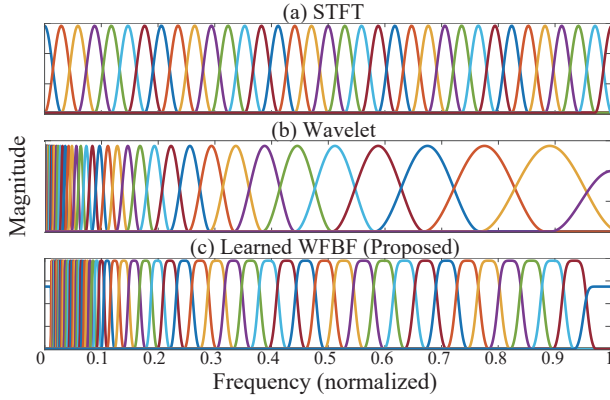 (a) STFT
(b) Wavelet
Magnitude
(c) Learned WFBF (Proposed)
0 0.1 0.2 0.3 0.4 0.5 0.6 0.7 0.8 0.9 1
Frequency (normalized)